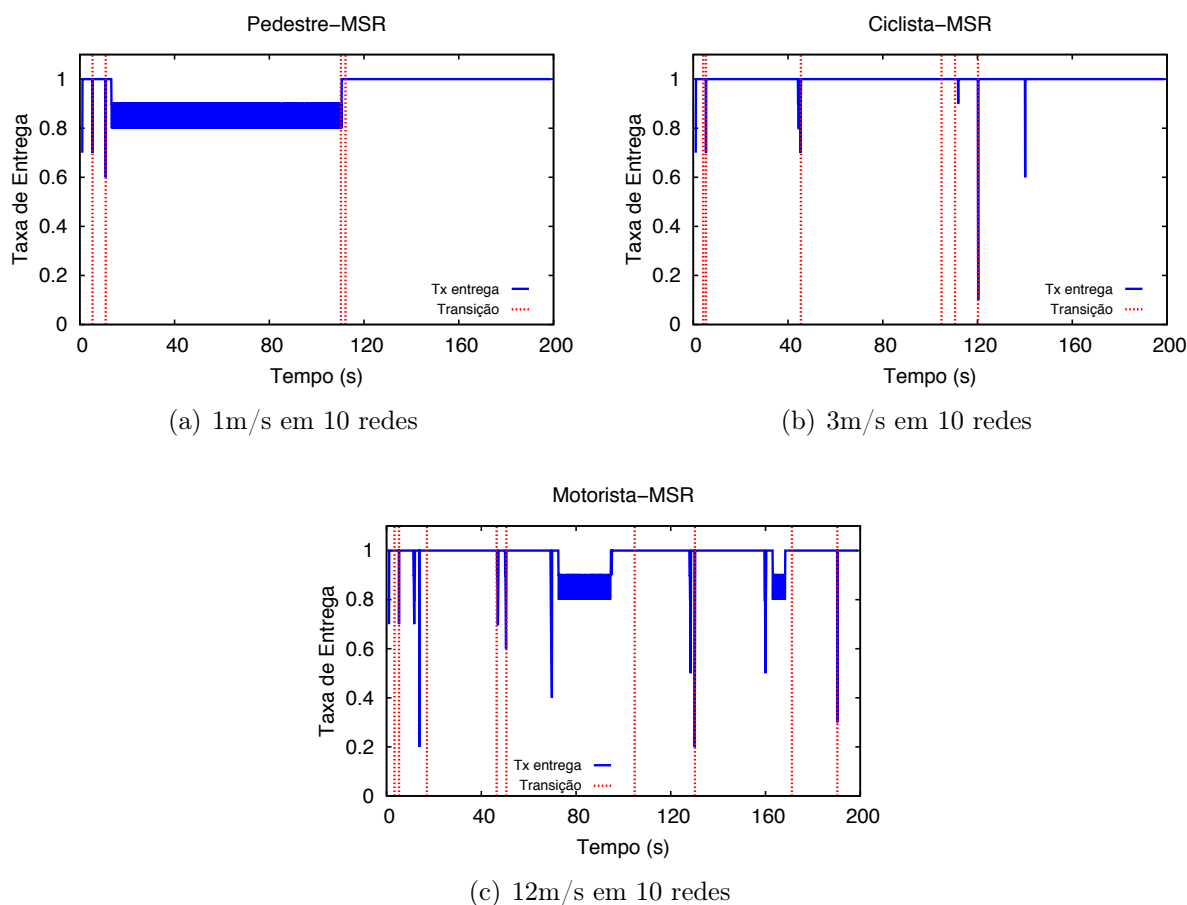 Pedestre−MSR
Taxa de Entrega
1
0.8
0.6
0.4
0.2
0
Tx entrega
Transição
0 40 80 120 160 200
Tempo (s)
(a) 1m/s em 10 redes
Ciclista−MSR
Taxa de Entrega
1
0.8
0.6
0.4
0.2
0
Tx entrega
Transição
0 40 80 120 160 200
Tempo (s)
(b) 3m/s em 10 redes
Motorista−MSR
Taxa de Entrega
1
0.8
0.6
0.4
0.2
0
Tx entrega
Transição
0 40 80 120 160 200
Tempo (s)
(c) 12m/s em 10 redes